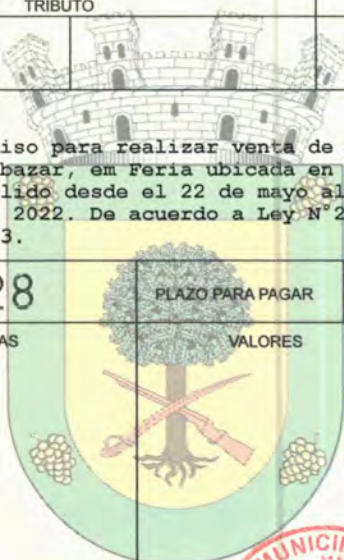 TRIBUTO
iso para realizar venta de
bazar, em Feria ubicada en
lido desde el 22 de mayo al
2022. De acuerdo a Ley N°2
3.
28
PLAZO PARA PAGAR
AS
VALORES
MUNICI